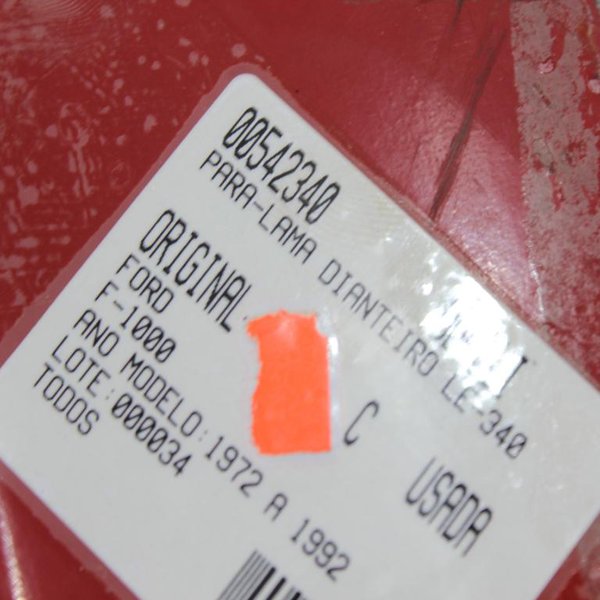 00542340
PARA-LAMA DIANTEIRO LE 340
ORIGINAL
FORD
F-1000
C
USADA
ANO MODELO:1972 A 1992
LOTE:000034
TODOS